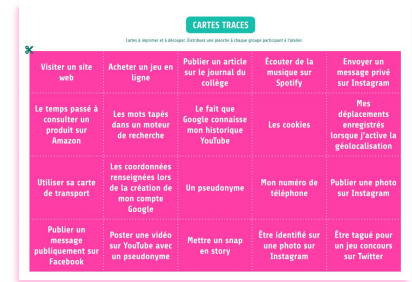 CARTES TRACES
Cartes à imprimer et à découper. Distribuez une planche à chaque groupe participant à l'atelier.
Visiter un site
web
Acheter un jeu en
ligne
Publier un article
sur le journal du
collège
Écouter de la
musique sur
Spotify
Envoyer un
message privé
sur Instagram
Le temps passé à
consulter un
produit sur
Amazon
Les mots tapés
dans un moteur
de recherche
Le fait que
Google connaisse
mon historique
YouTube
Les cookies
Mes
déplacements
enregistrés
lorsque j'active la
géolocalisation
Utiliser sa carte
de transport
Les coordonnées
renseignées lors
de la création de
mon compte
Google
Un pseudonyme
Mon numéro de
téléphone
Publier une photo
sur Instagram
Publier un
message
publiquement sur
Facebook
Poster une vidéo
sur YouTube avec
un pseudonyme
Mettre un snap
en story
Être identifié sur
une photo sur
Instagram
Être tagué pour
un jeu concours
sur Twitter